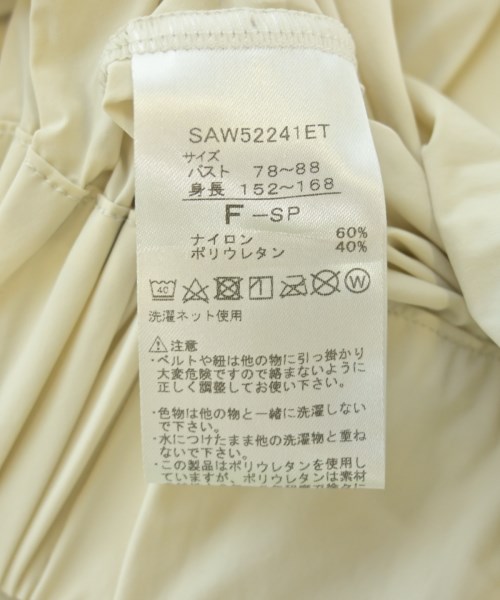 SAW52241ET
サイズ
バスト 78~88
身長 152~168
F-SP
ナイロン 60%
ポリウレタン 40%
40
W
洗濯ネット使用
注意
・ベルトや紐は他の物に引っ掛かり
大変危険ですので絡まないように
正しく調整してお使い下さい。
・色物は他の物と一緒に洗濯しない
で下さい。
・水につけたまま他の洗濯物と重ね
ないで下さい。
・この製品はポリウレタンを使用し
ていますが、ポリウレタンは素材